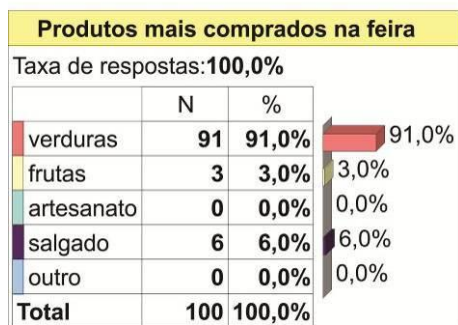 Produtos mais comprados na feira
Taxa de respostas:100,0%
N %
verduras 91 91,0% 91,0%
frutas 3 3,0% 3,0%
artesanato 0 0,0% 0,0%
salgado 6 6,0% 6,0%
outro 0 0,0% 0,0%
Total 100 100,0%